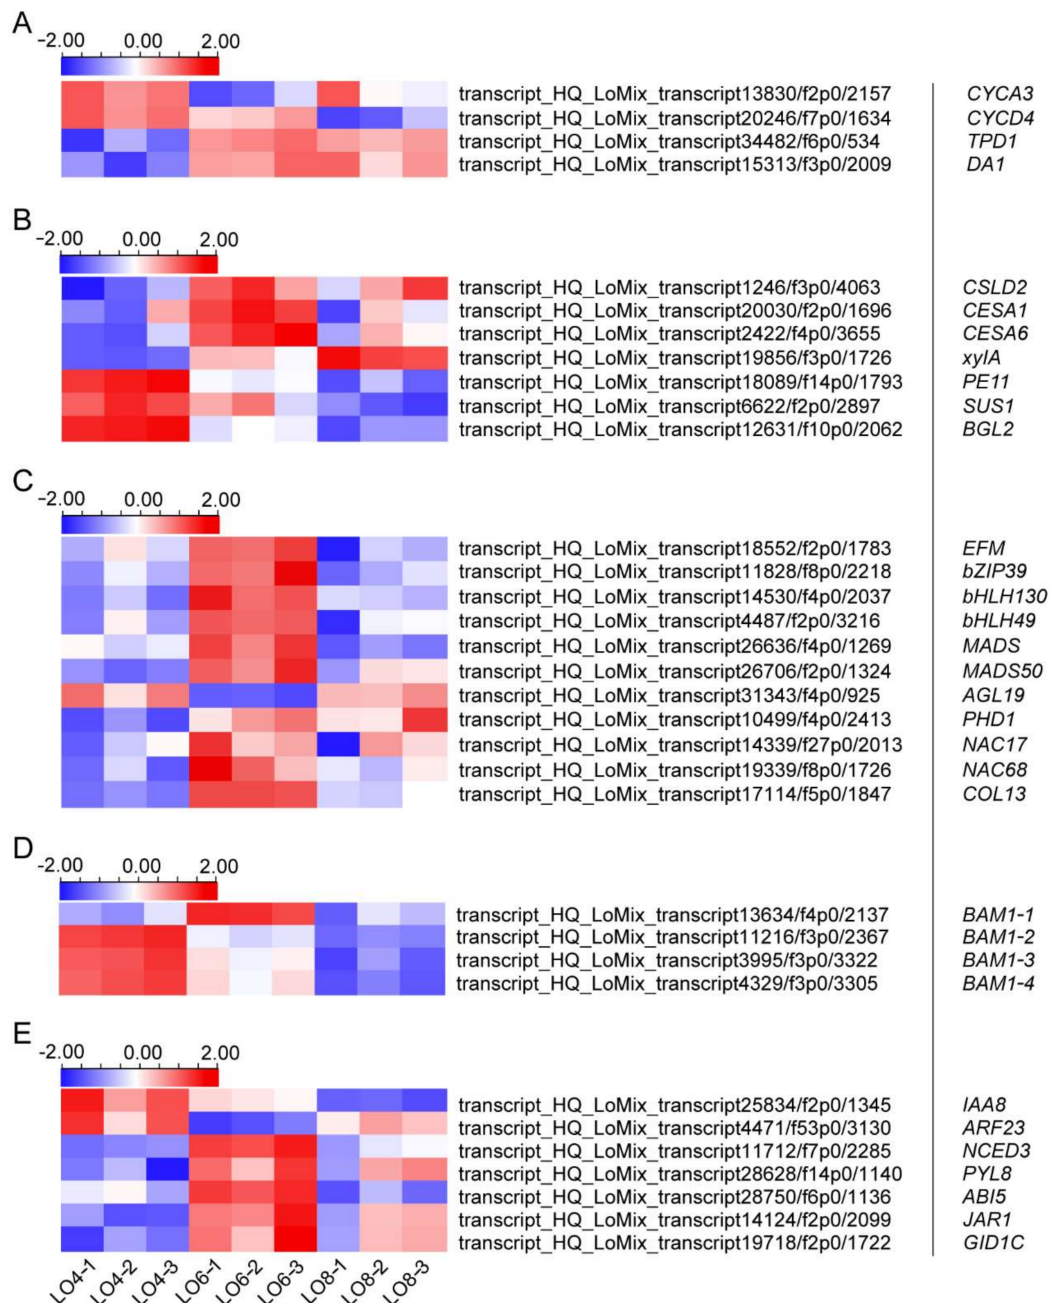 A
−2.00 0.00 2.00
transcript_HQ_LoMix_transcript13830/f2p0/2157 CYCA3
transcript_HQ_LoMix_transcript20246/f7p0/1634 CYCD4
transcript_HQ_LoMix_transcript34482/f6p0/534 TPD1
transcript_HQ_LoMix_transcript15313/f3p0/2009 DA1
B
−2.00 0.00 2.00
transcript_HQ_LoMix_transcript1246/f3p0/4063 CSLD2
transcript_HQ_LoMix_transcript20030/f2p0/1696 CESA1
transcript_HQ_LoMix_transcript2422/f4p0/3655 CESA6
transcript_HQ_LoMix_transcript19856/f3p0/1726 xylA
transcript_HQ_LoMix_transcript18089/f14p0/1793 PE11
transcript_HQ_LoMix_transcript6622/f2p0/2897 SUS1
transcript_HQ_LoMix_transcript12631/f10p0/2062 BGL2
C
−2.00 0.00 2.00
transcript_HQ_LoMix_transcript18552/f2p0/1783 EFM
transcript_HQ_LoMix_transcript11828/f8p0/2218 bZIP39
transcript_HQ_LoMix_transcript14530/f4p0/2037 bHLH130
transcript_HQ_LoMix_transcript4487/f2p0/3216 bHLH49
transcript_HQ_LoMix_transcript26636/f4p0/1269 MADS
transcript_HQ_LoMix_transcript26706/f2p0/1324 MADS50
transcript_HQ_LoMix_transcript31343/f4p0/925 AGL19
transcript_HQ_LoMix_transcript10499/f4p0/2413 PHD1
transcript_HQ_LoMix_transcript14339/f27p0/2013 NAC17
transcript_HQ_LoMix_transcript19339/f8p0/1726 NAC68
transcript_HQ_LoMix_transcript17114/f5p0/1847 COL13
D
−2.00 0.00 2.00
transcript_HQ_LoMix_transcript13634/f4p0/2137 BAM1-1
transcript_HQ_LoMix_transcript11216/f3p0/2367 BAM1-2
transcript_HQ_LoMix_transcript3995/f3p0/3322 BAM1-3
transcript_HQ_LoMix_transcript4329/f3p0/3305 BAM1-4
E
−2.00 0.00 2.00
transcript_HQ_LoMix_transcript25834/f2p0/1345 IAA8
transcript_HQ_LoMix_transcript4471/f53p0/3130 ARF23
transcript_HQ_LoMix_transcript11712/f7p0/2285 NCED3
transcript_HQ_LoMix_transcript28628/f14p0/1140 PYL8
transcript_HQ_LoMix_transcript28750/f6p0/1136 ABI5
transcript_HQ_LoMix_transcript14124/f2p0/2099 JAR1
transcript_HQ_LoMix_transcript19718/f2p0/1722 GID1C
LO4-1 LO4-2 LO4-3 LO6-1 LO6-2 LO6-3 LO8-1 LO8-2 LO8-3